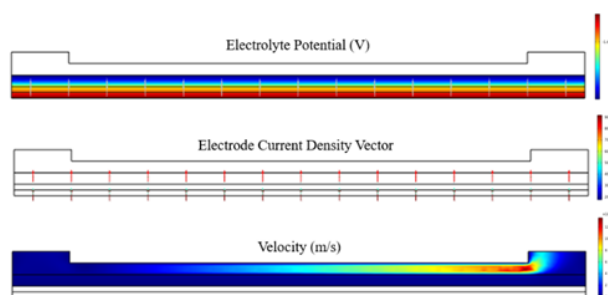 Electrolyte Potential (V)
Electrode Current Density Vector
Velocity (m/s)